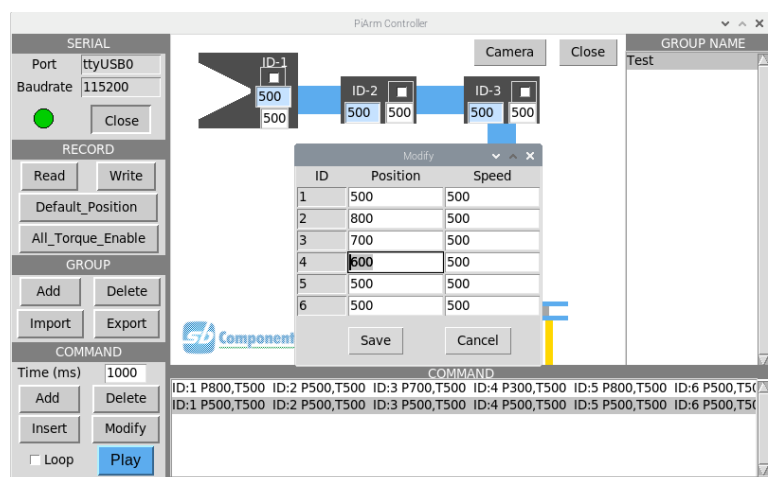 PiArm Controller
SERIAL
Port ttyUSB0
Baudrate 115200
Close
RECORD
Read Write
Default_Position
All_Torque_Enable
GROUP
Add Delete
Import Export
COMMAND
Time (ms) 1000
Add Delete
Insert Modify
Loop Play
Camera Close
ID-1
500
500
ID-2
500 500
ID-3
500 500
Modify
ID Position Speed
1 500 500
2 800 500
3 700 500
4 600 500
5 500 500
6 500 500
Save Cancel
sb Component
GROUP NAME
Test
COMMAND
ID:1 P800,T500 ID:2 P500,T500 ID:3 P700,T500 ID:4 P300,T500 ID:5 P800,T500 ID:6 P500,T50
ID:1 P500,T500 ID:2 P500,T500 ID:3 P500,T500 ID:4 P500,T500 ID:5 P500,T500 ID:6 P500,T50